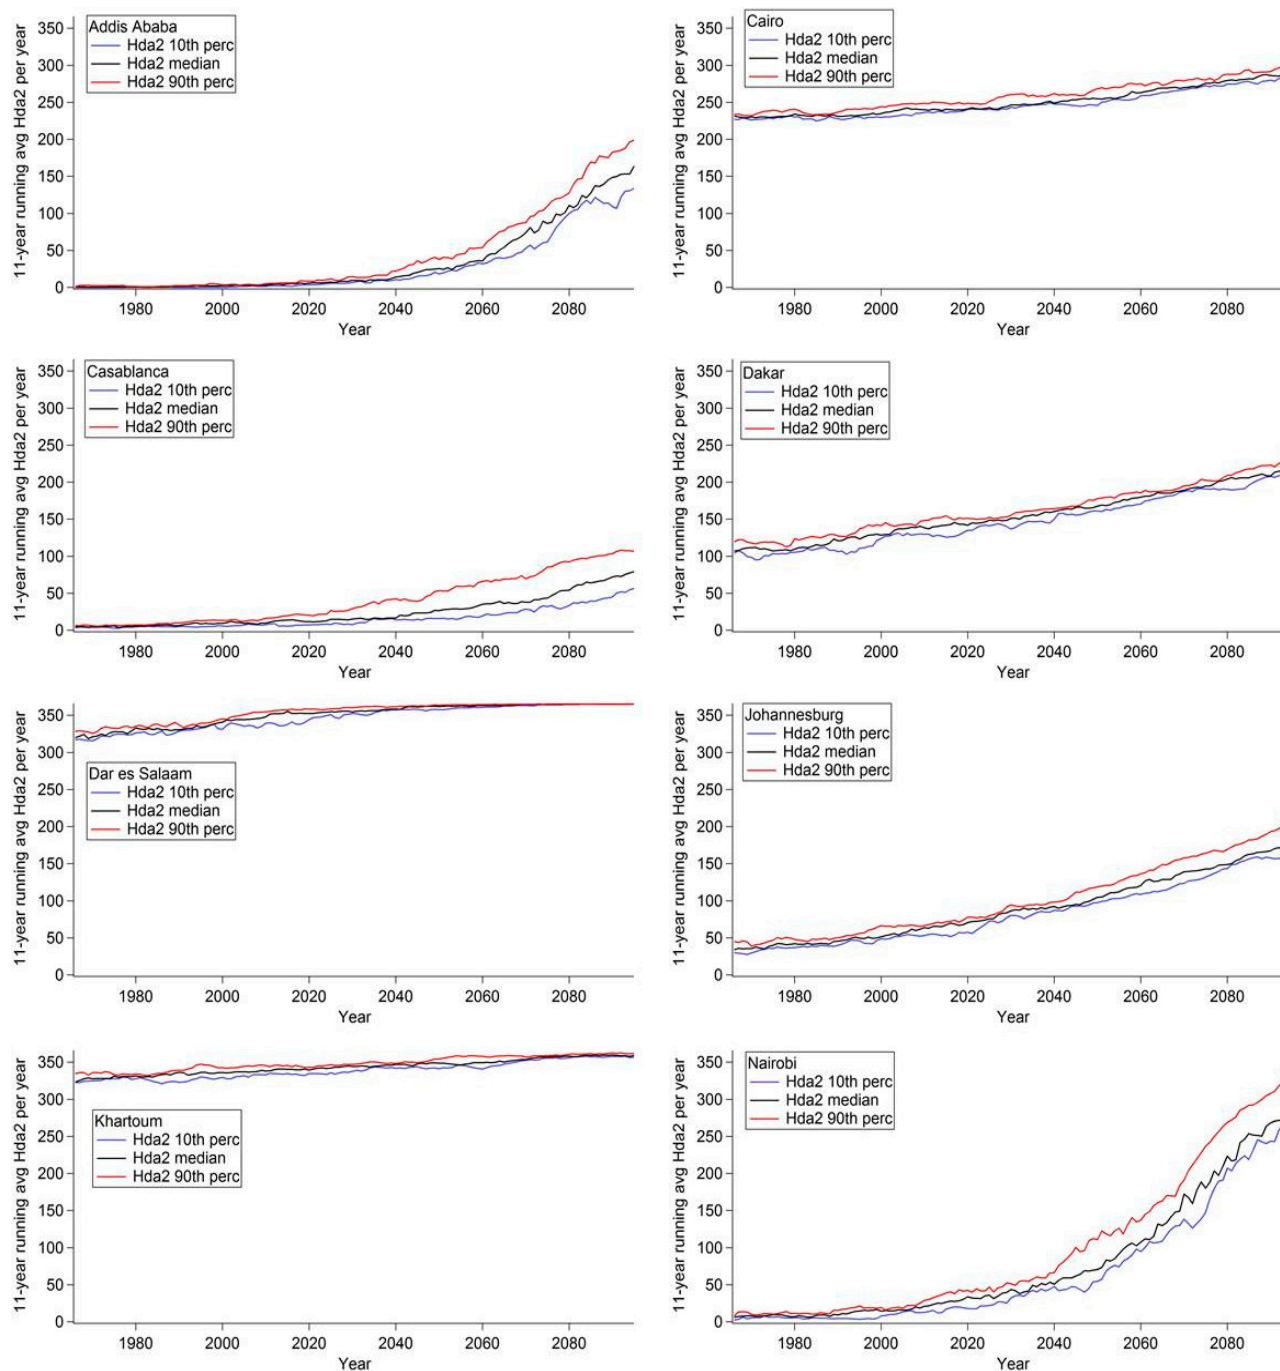 Addis Ababa
Hda2 10th perc
Hda2 median
Hda2 90th perc
11-year running avg Hda2 per year
350
300
250
200
150
100
50
0
1980 2000 2020 2040 2060 2080
Year
Cairo
Hda2 10th perc
Hda2 median
Hda2 90th perc
11-year running avg Hda2 per year
350
300
250
200
150
100
50
0
1980 2000 2020 2040 2060 2080
Year
Casablanca
Hda2 10th perc
Hda2 median
Hda2 90th perc
11-year running avg Hda2 per year
350
300
250
200
150
100
50
0
1980 2000 2020 2040 2060 2080
Year
Dakar
Hda2 10th perc
Hda2 median
Hda2 90th perc
11-year running avg Hda2 per year
350
300
250
200
150
100
50
0
1980 2000 2020 2040 2060 2080
Year
Dar es Salaam
Hda2 10th perc
Hda2 median
Hda2 90th perc
11-year running avg Hda2 per year
350
300
250
200
150
100
50
0
1980 2000 2020 2040 2060 2080
Year
Johannesburg
Hda2 10th perc
Hda2 median
Hda2 90th perc
11-year running avg Hda2 per year
350
300
250
200
150
100
50
0
1980 2000 2020 2040 2060 2080
Year
Khartoum
Hda2 10th perc
Hda2 median
Hda2 90th perc
11-year running avg Hda2 per year
350
300
250
200
150
100
50
0
1980 2000 2020 2040 2060 2080
Year
Nairobi
Hda2 10th perc
Hda2 median
Hda2 90th perc
11-year running avg Hda2 per year
350
300
250
200
150
100
50
0
1980 2000 2020 2040 2060 2080
Year